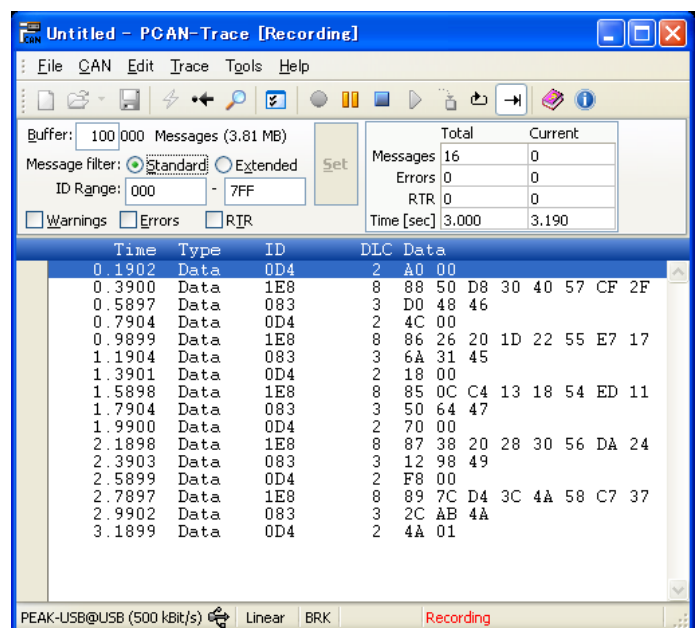 Untitled - PCAN-Trace [Recording]
File CAN Edit Trace Tools Help
Buffer: 100 000 Messages (3.81 MB)
Message filter: Standard Extended Set
ID Range: 000 - 7FF
Warnings Errors RTR
Total Current
Messages 16 0
Errors 0 0
RTR 0 0
Time [sec] 3.000 3.190
Time Type ID DLC Data
0.1902 Data 0D4 2 A0 00
0.3900 Data 1E8 8 88 50 D8 30 40 57 CF 2F
0.5897 Data 083 3 D0 48 46
0.7904 Data 0D4 2 4C 00
0.9899 Data 1E8 8 86 26 20 1D 22 55 E7 17
1.1904 Data 083 3 6A 31 45
1.3901 Data 0D4 2 18 00
1.5898 Data 1E8 8 85 0C C4 13 18 54 ED 11
1.7904 Data 083 3 50 64 47
1.9900 Data 0D4 2 70 00
2.1898 Data 1E8 8 87 38 20 28 30 56 DA 24
2.3903 Data 083 3 12 98 49
2.5899 Data 0D4 2 F8 00
2.7897 Data 1E8 8 89 7C D4 3C 4A 58 C7 37
2.9902 Data 083 3 2C AB 4A
3.1899 Data 0D4 2 4A 01
PEAK-USB@USB (500 kBit/s) Linear BRK Recording